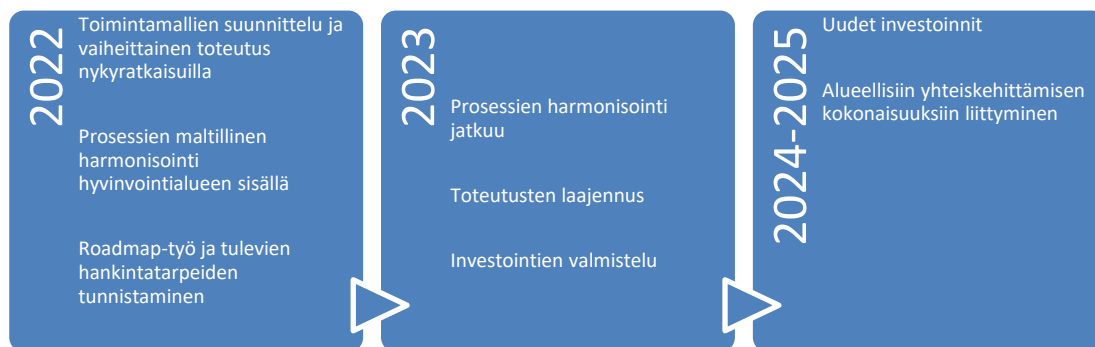 2022
Toimintamallien suunnittelu ja
vaiheittainen toteutus
nykyratkaisuilla
Prosessien maltillinen
harmonisointi
hyvinvointialueen sisällä
Roadmap-työ ja tulevien
hankintatarpeiden
tunnistaminen
2023
Prosessien harmonisointi
jatkuu
Toteutusten laajennus
Investointien valmistelu
2024-2025
Uudet investoinnit
Alueellisiin yhteiskehittämisen
kokonaisuuksiin liittyminen